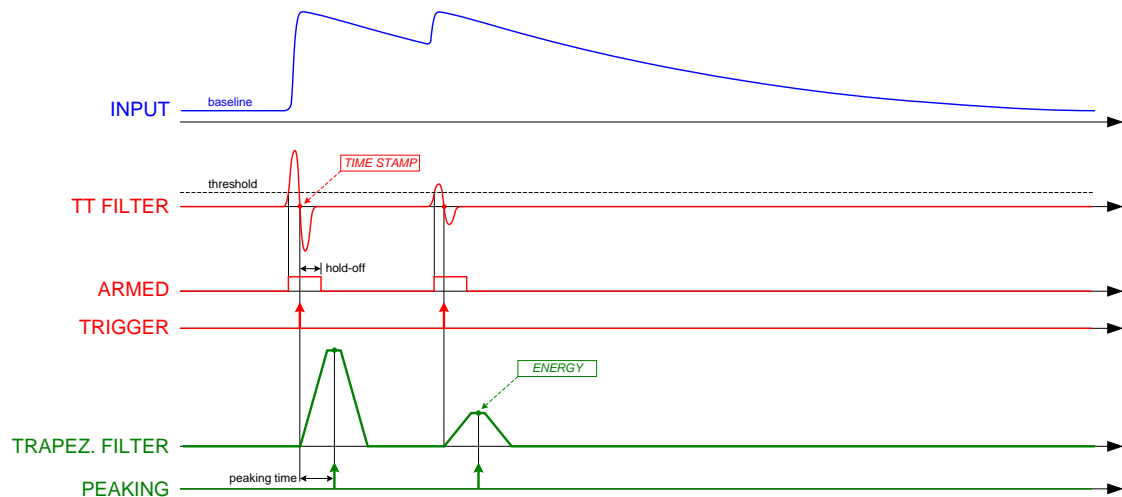 baseline
INPUT
TIME STAMP
threshold
TT FILTER
hold-off
ARMED
TRIGGER
ENERGY
TRAPEZ. FILTER
peaking time
PEAKING